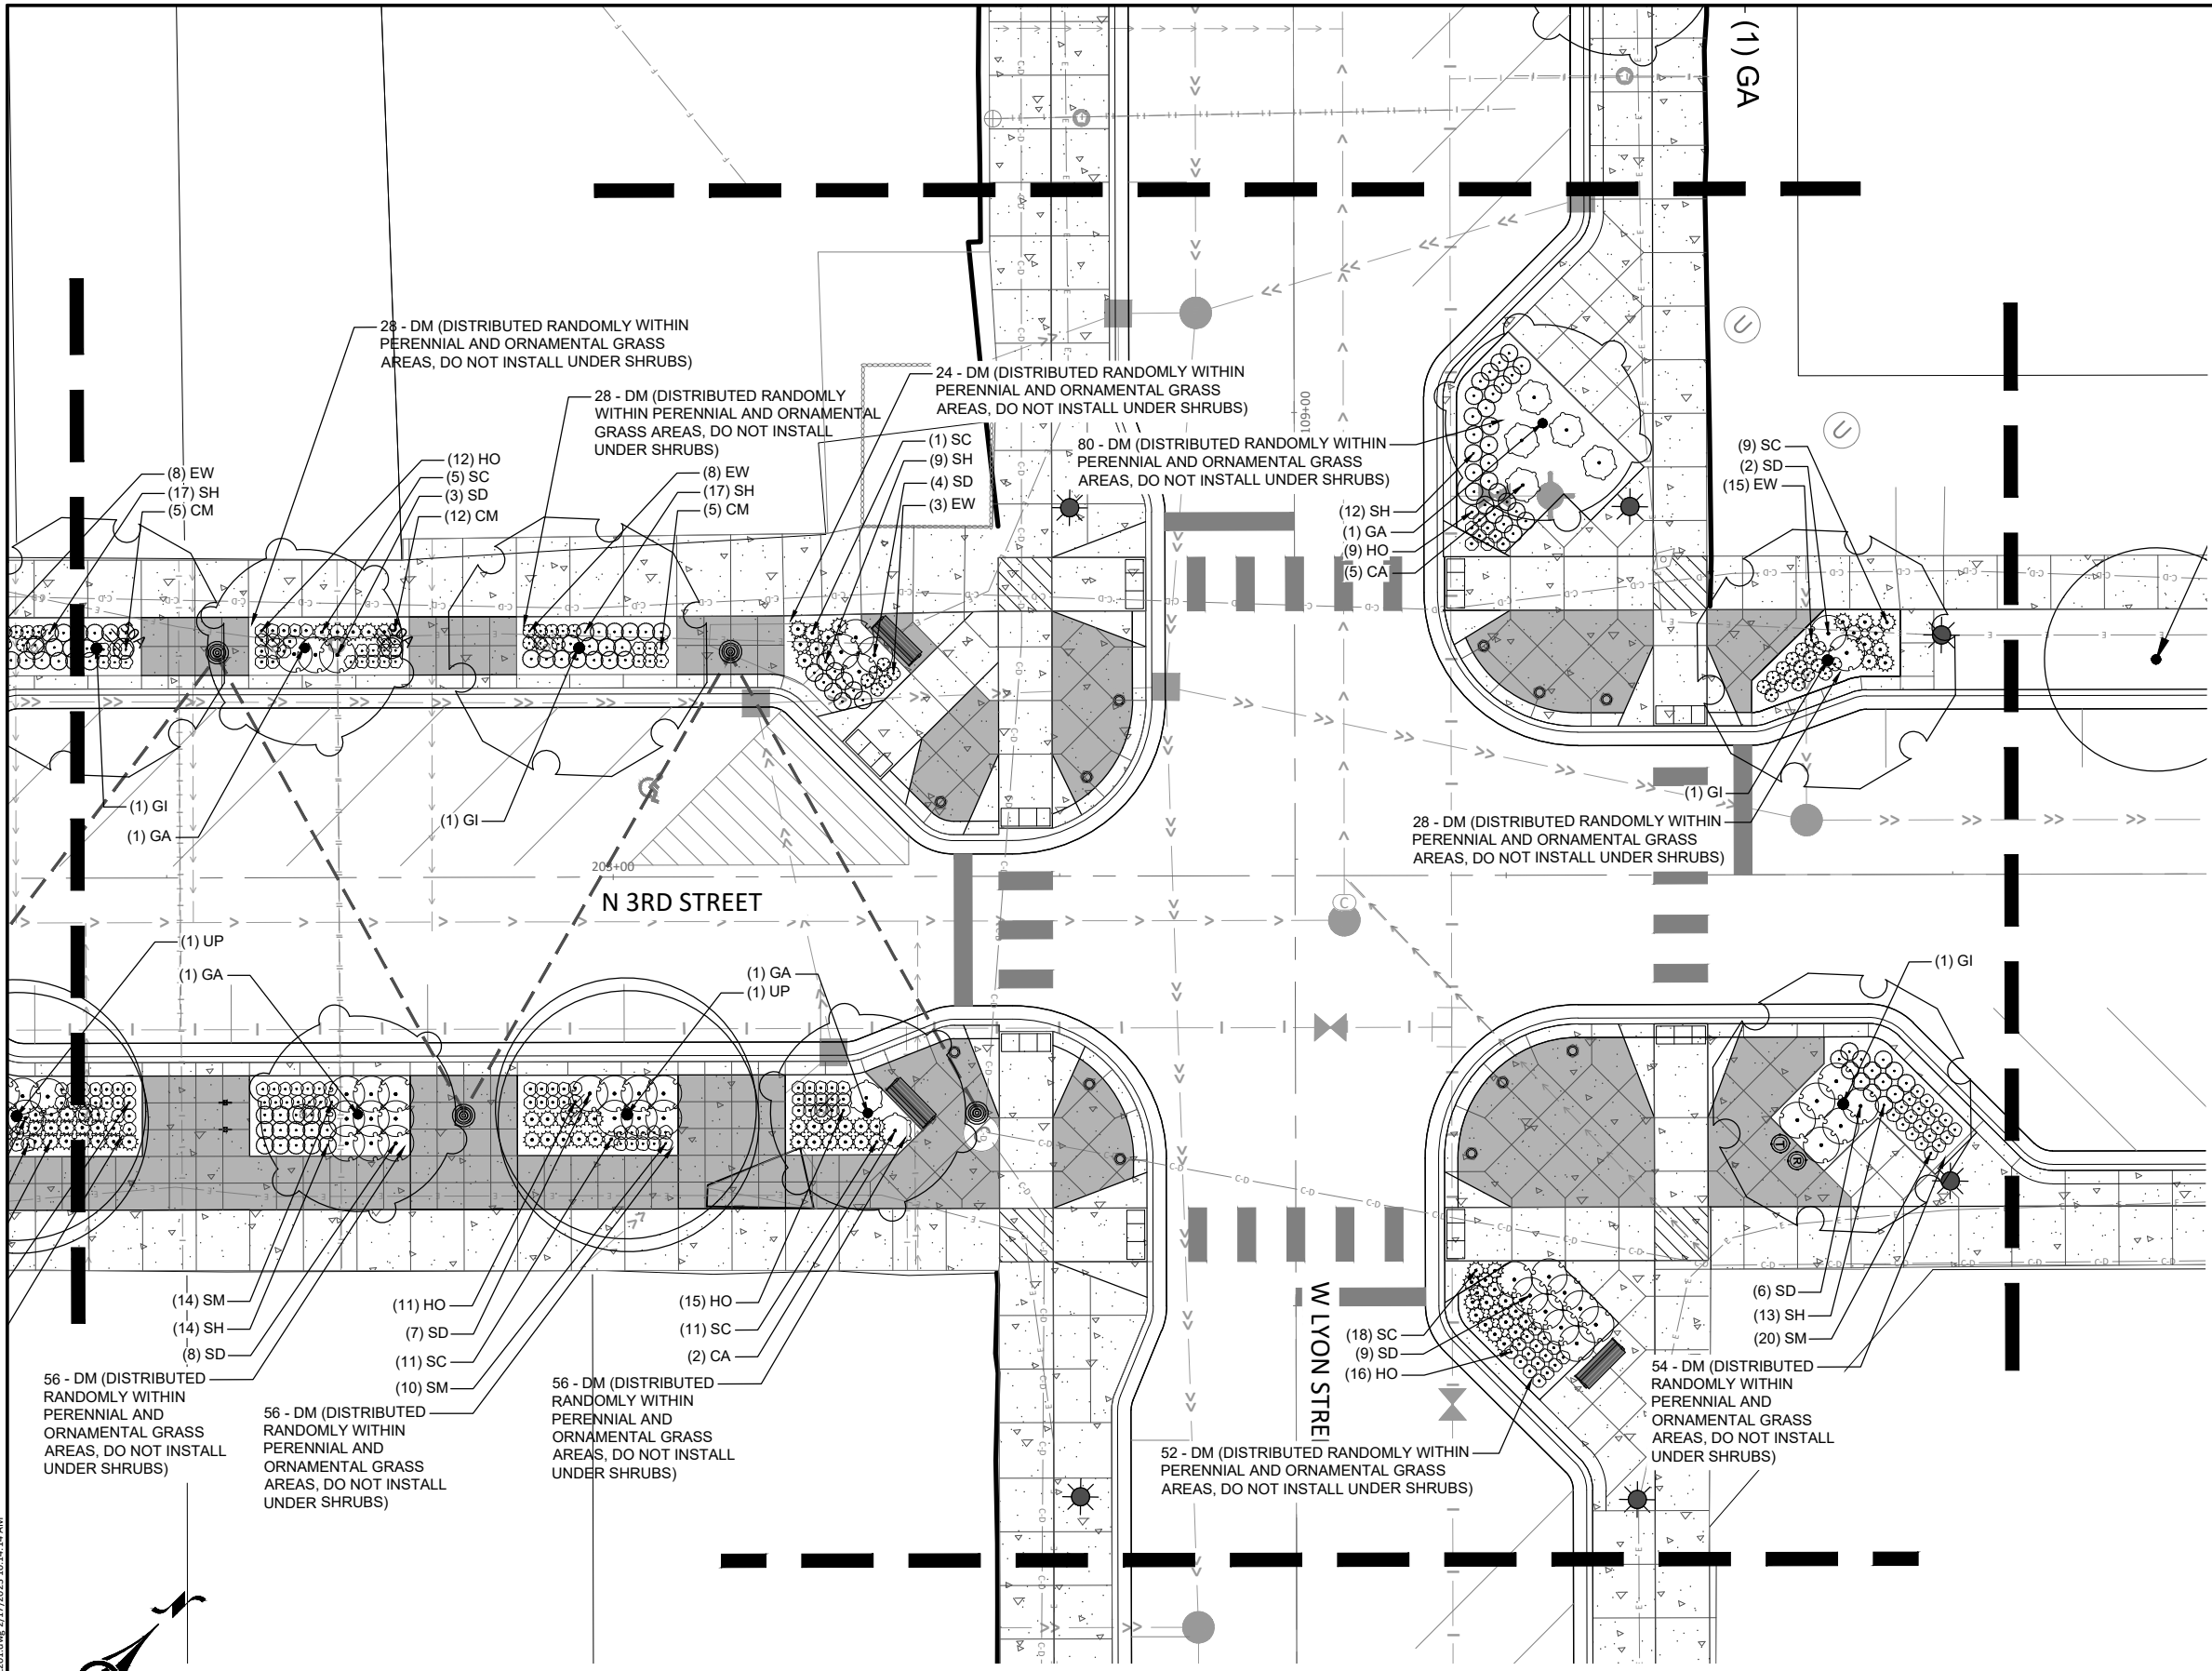 (1) GA
28 - DM (DISTRIBUTED RANDOMLY WITHIN
PERENNIAL AND ORNAMENTAL GRASS
AREAS, DO NOT INSTALL UNDER SHRUBS)
28 - DM (DISTRIBUTED RANDOMLY
WITHIN PERENNIAL AND ORNAMENTAL
GRASS AREAS, DO NOT INSTALL
UNDER SHRUBS)
24 - DM (DISTRIBUTED RANDOMLY WITHIN
PERENNIAL AND ORNAMENTAL GRASS
AREAS, DO NOT INSTALL UNDER SHRUBS)
109+00
80 - DM (DISTRIBUTED RANDOMLY WITHIN
PERENNIAL AND ORNAMENTAL GRASS
AREAS, DO NOT INSTALL UNDER SHRUBS)
(8) EW
(17) SH
(5) CM
(12) HO
(5) SC
(3) SD
(12) CM
(8) EW
(17) SH
(5) CM
(1) SC
(9) SH
(4) SD
(3) EW
(12) SH
(1) GA
(9) HO
(5) CA
(9) SC
(2) SD
(15) EW
U
U
(1) GI
(1) GA
(1) GI
(1) GI
28 - DM (DISTRIBUTED RANDOMLY WITHIN
PERENNIAL AND ORNAMENTAL GRASS
AREAS, DO NOT INSTALL UNDER SHRUBS)
203+00
N 3RD STREET
C
(1) UP
(1) GA
(1) GA
(1) UP
(1) GI
T
R
(14) SM
(14) SH
(8) SD
56 - DM (DISTRIBUTED
RANDOMLY WITHIN
PERENNIAL AND
ORNAMENTAL GRASS
AREAS, DO NOT INSTALL
UNDER SHRUBS)
(11) HO
(7) SD
(11) SC
(10) SM
56 - DM (DISTRIBUTED
RANDOMLY WITHIN
PERENNIAL AND
ORNAMENTAL GRASS
AREAS, DO NOT INSTALL
UNDER SHRUBS)
(15) HO
(11) SC
(2) CA
56 - DM (DISTRIBUTED
RANDOMLY WITHIN
PERENNIAL AND
ORNAMENTAL GRASS
AREAS, DO NOT INSTALL
UNDER SHRUBS)
W LYON STRE
(18) SC
(9) SD
(16) HO
52 - DM (DISTRIBUTED RANDOMLY WITHIN
PERENNIAL AND ORNAMENTAL GRASS
AREAS, DO NOT INSTALL UNDER SHRUBS)
(6) SD
(13) SH
(20) SM
54 - DM (DISTRIBUTED
RANDOMLY WITHIN
PERENNIAL AND
ORNAMENTAL GRASS
AREAS, DO NOT INSTALL
UNDER SHRUBS)